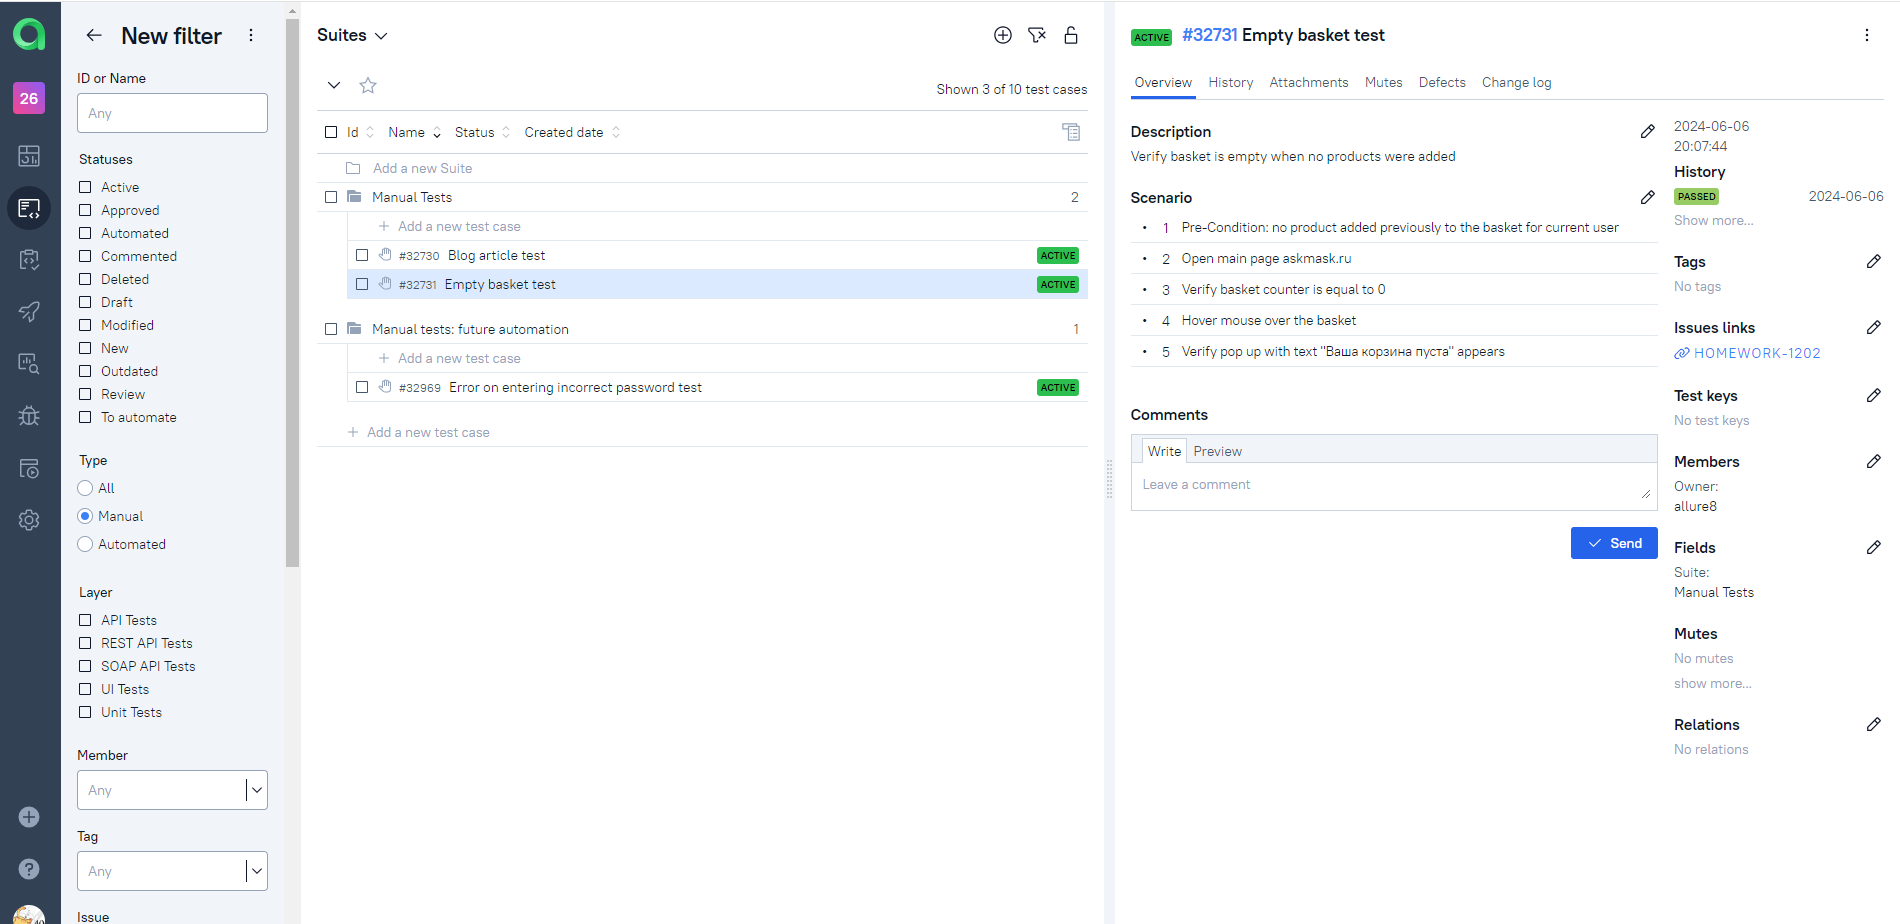 26
New filter
ID or Name
Any
Statuses
Active
Approved
Automated
Commented
Deleted
Draft
Modified
New
Outdated
Review
To automate
Type
All
Manual
Automated
Layer
API Tests
REST API Tests
SOAP API Tests
UI Tests
Unit Tests
Member
Any
Tag
Any
Issue
Suites
Shown 3 of 10 test cases
Id Name Status Created date
Add a new Suite
Manual Tests 2
Add a new test case
#32730 Blog article test ACTIVE
#32731 Empty basket test ACTIVE
Manual tests: future automation 1
Add a new test case
#32969 Error on entering incorrect password test ACTIVE
Add a new test case
ACTIVE #32731 Empty basket test
Overview History Attachments Mutes Defects Change log
Description
Verify basket is empty when no products were added
Scenario
• 1 Pre-Condition: no product added previously to the basket for current user
• 2 Open main page askmask.ru
• 3 Verify basket counter is equal to 0
• 4 Hover mouse over the basket
• 5 Verify pop up with text "Ваша корзина пуста" appears
Comments
Write Preview
Leave a comment
Send
2024-06-06
20:07:44
History
PASSED 2024-06-06
Show more...
Tags
No tags
Issues links
HOMEWORK-1202
Test keys
No test keys
Members
Owner:
allure8
Fields
Suite:
Manual Tests
Mutes
No mutes
show more...
Relations
No relations